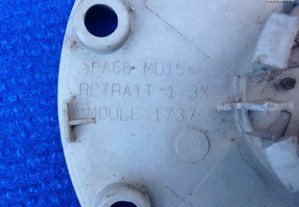 >PA66 MD15<
RETRAIT 1.3%
MOULE 1737